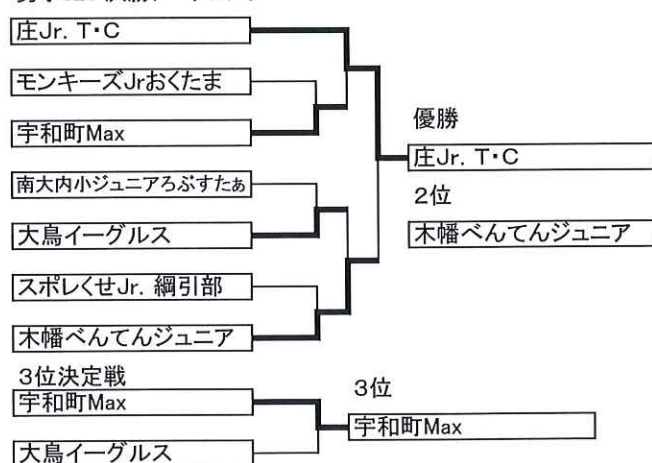 庄Jr. T・C
モンキーズJrおくたま
宇和町Max
南大内小ジュニアろぶすたぁ
大鳥イーグルス
スポレくせJr. 綱引部
木幡べんてんジュニア
優勝
庄Jr. T・C
2位
木幡べんてんジュニア
3位決定戦
宇和町Max
大鳥イーグルス
3位
宇和町Max